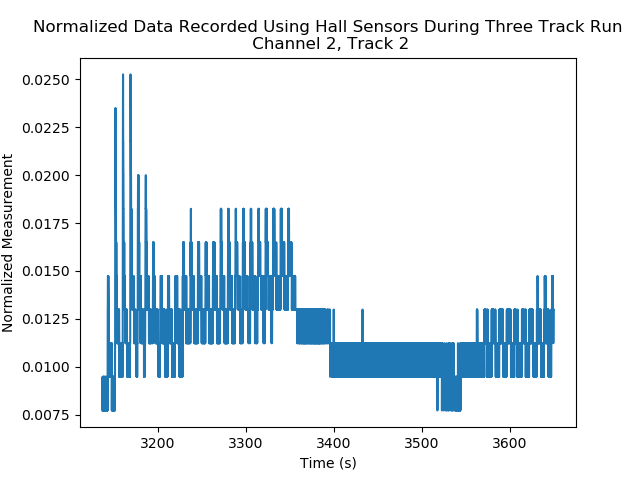 Normalized Data Recorded Using Hall Sensors During Three Track Run
Channel 2, Track 2
Normalized Measurement
0.0250
0.0225
0.0200
0.0175
0.0150
0.0125
0.0100
0.0075
3200 3300 3400 3500 3600
Time (s)